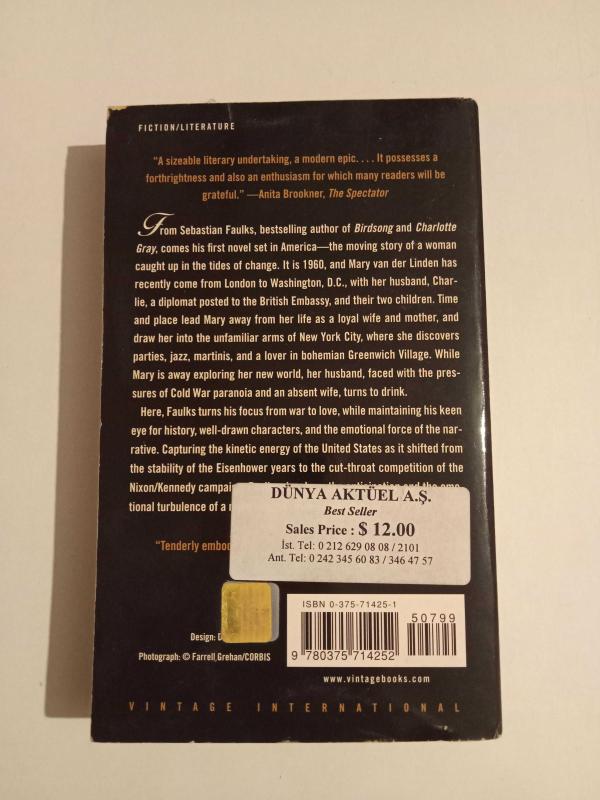 FICTION/LITERATURE
“A sizeable literary undertaking, a modern epic. . . . It possesses a
forthrightness and also an enthusiasm for which many readers will be
grateful.” —Anita Brookner, The Spectator
From Sebastian Faulks, bestselling author of Birdsong and Charlotte
Gray, comes his first novel set in America—the moving story of a woman
caught up in the tides of change. It is 1960, and Mary van der Linden has
recently come from London to Washington, D.C., with her husband, Char-
lie, a diplomat posted to the British Embassy, and their two children. Time
and place lead Mary away from her life as a loyal wife and mother, and
draw her into the unfamiliar arms of New York City, where she discovers
parties, jazz, martinis, and a lover in bohemian Greenwich Village. While
Mary is away exploring her new world, her husband, faced with the pres-
sures of Cold War paranoia and an absent wife, turns to drink.
Here, Faulks turns his focus from war to love, while maintaining his keen
eye for history, well-drawn characters, and the emotional force of the nar-
rative. Capturing the kinetic energy of the United States as it shifted from
the stability of the Eisenhower years to the cut-throat competition of the
Nixon/Kennedy
tional turbulence of a
DÜNYA AKTÜEL A.Ş.
Best Seller
Sales Price : $ 12.00
İst. Tel: 0 212 629 08 08 / 2101
Ant. Tel: 0 242 345 60 83 / 346 47 57
“Tenderly
ISBN 0-375-71425-1
50799
9 780375 714252
Design:
Photograph: © Farrell Grehan/CORBIS
www.vintagebooks.com
VINTAGE INTERNATIONAL